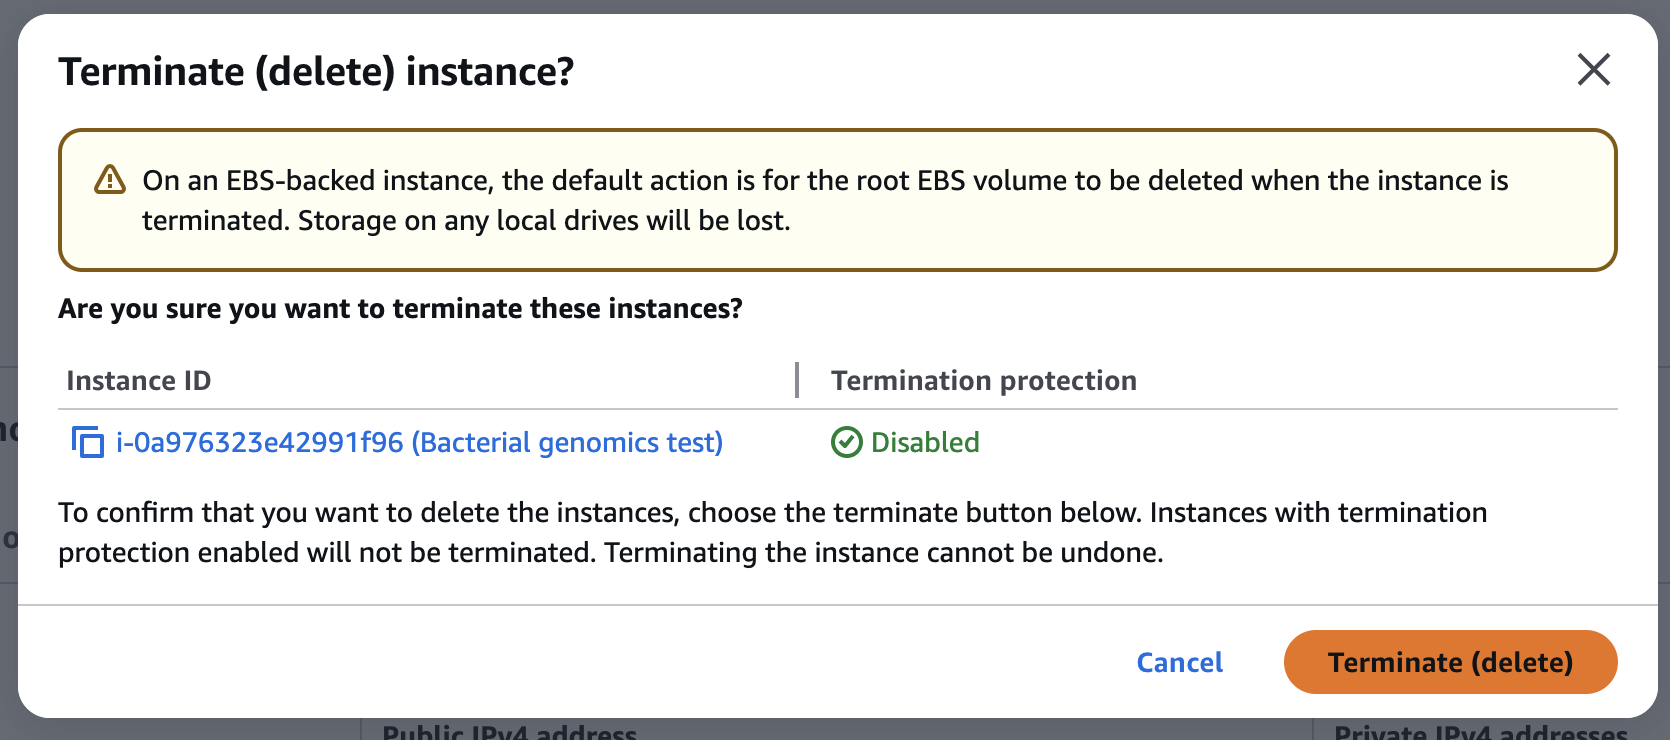 Terminate (delete) instance?
On an EBS-backed instance, the default action is for the root EBS volume to be deleted when the instance is
terminated. Storage on any local drives will be lost.
Are you sure you want to terminate these instances?
Instance ID
Termination protection
i-0a976323e42991f96 (Bacterial genomics test)
Disabled
To confirm that you want to delete the instances, choose the terminate button below. Instances with termination
protection enabled will not be terminated. Terminating the instance cannot be undone.
Cancel
Terminate (delete)
Public IPv4 address
Private IPv4 addresses